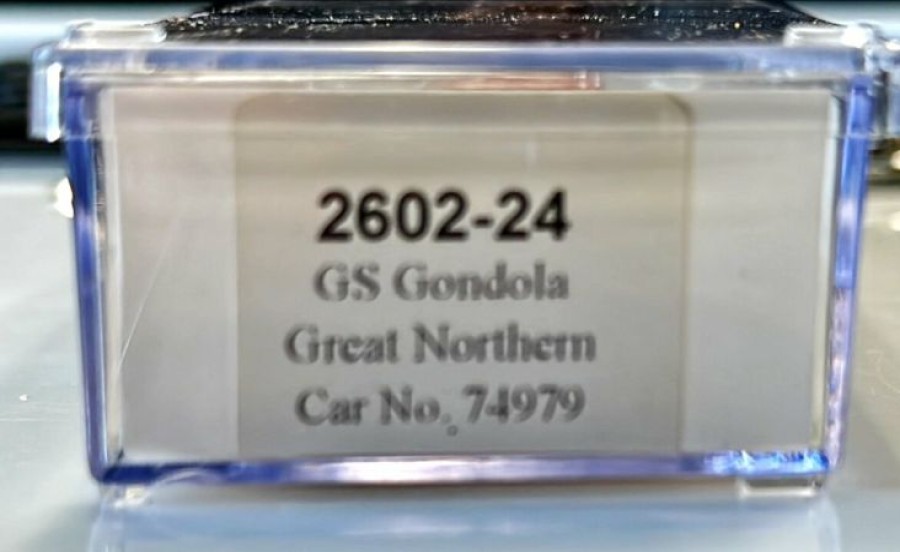 2602-24
GS Gondola
Great Northern
Car No. 74979